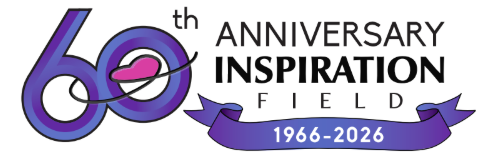 60th ANNIVERSARY
INSPIRATION
FIELD
1966-2026